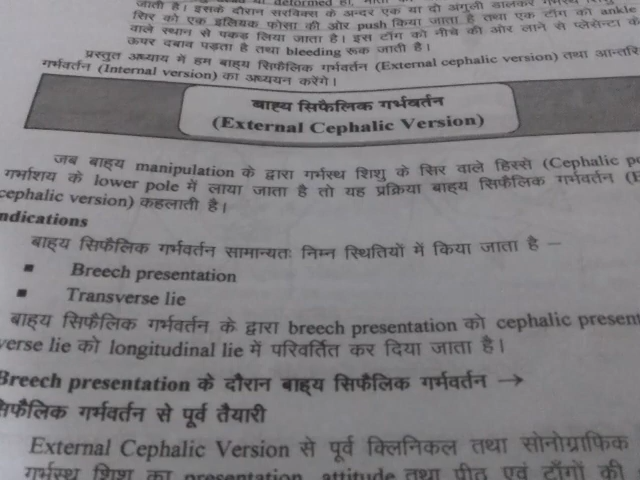 जाती है। इसके दौरान सरविक्स के अन्दर एक या दो अंगुली डालकर गर्भस्थ
सिर को एक इलियक फोसा की ओर push किया जाता है तथा एक टाँग को ankle
वाले स्थान से पकड़ लिया जाता है। इस टाँग को नीचे की ओर लाने से प्लेसेन्टा
ऊपर दबाव पड़ता है तथा bleeding रूक जाती है।
प्रस्तुत अध्याय में हम बाह्य सिफैलिक गर्भवर्तन (External cephalic version) तथा आन्तरि
गर्भवर्तन (Internal version) का अध्ययन करेंगे।
बाह्य सिफैलिक गर्भवर्तन
(External Cephalic Version)
जब बाह्य manipulation के द्वारा गर्भस्थ शिशु के सिर वाले हिस्से (Cephalic po
गर्भाशय के lower pole में लाया जाता है तो यह प्रक्रिया बाह्य सिफैलिक गर्भवर्तन (E
cephalic version) कहलाती है।
ndications
बाह्य सिफैलिक गर्भवर्तन सामान्यतः निम्न स्थितियों में किया जाता है –
▪ Breech presentation
▪ Transverse lie
बाह्य सिफैलिक गर्भवर्तन के द्वारा breech presentation को cephalic present
verse lie को longitudinal lie में परिवर्तित कर दिया जाता है।
Breech presentation के दौरान बाह्य सिफैलिक गर्भवर्तन →
सिफैलिक गर्भवर्तन से पूर्व तैयारी
External Cephalic Version से पूर्व क्लिनिकल तथा सोनोग्राफिक
गर्भस्थ शिशु का presentation, attitude तथा पीठ एवं टाँगों की